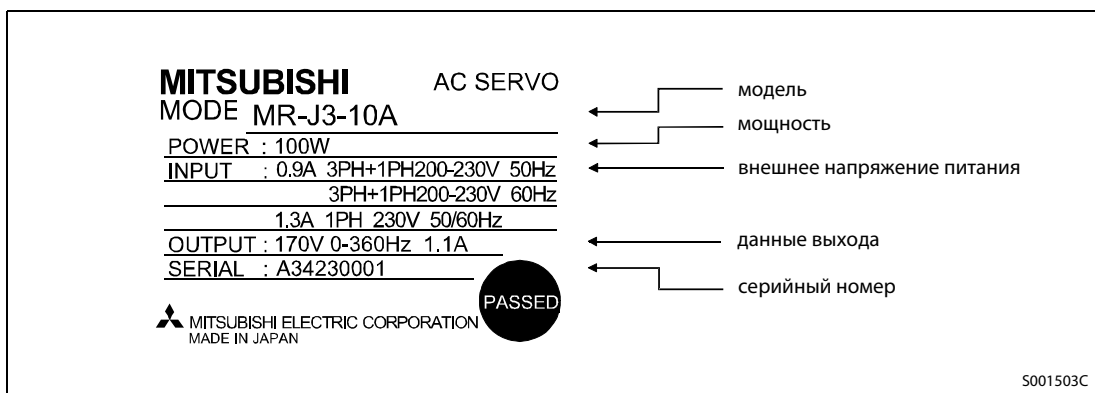 MITSUBISHI AC SERVO
MODE MR-J3-10A
POWER : 100W
INPUT : 0.9A 3PH+1PH200-230V 50Hz
3PH+1PH200-230V 60Hz
1.3A 1PH 230V 50/60Hz
OUTPUT : 170V 0-360Hz 1.1A
SERIAL : A34230001
PASSED
MITSUBISHI ELECTRIC CORPORATION
MADE IN JAPAN
модель
мощность
внешнее напряжение питания
данные выхода
серийный номер
S001503C